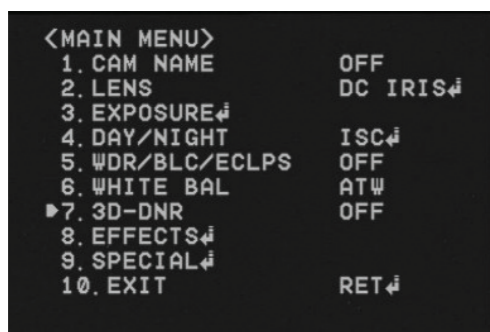 <MAIN MENU>
1. CAM NAME OFF
2. LENS DC IRIS↲
3. EXPOSURE↲
4. DAY/NIGHT ISC↲
5. WDR/BLC/ECLPS OFF
6. WHITE BAL ATW
▶7. 3D-DNR OFF
8. EFFECTS↲
9. SPECIAL↲
10. EXIT RET↲